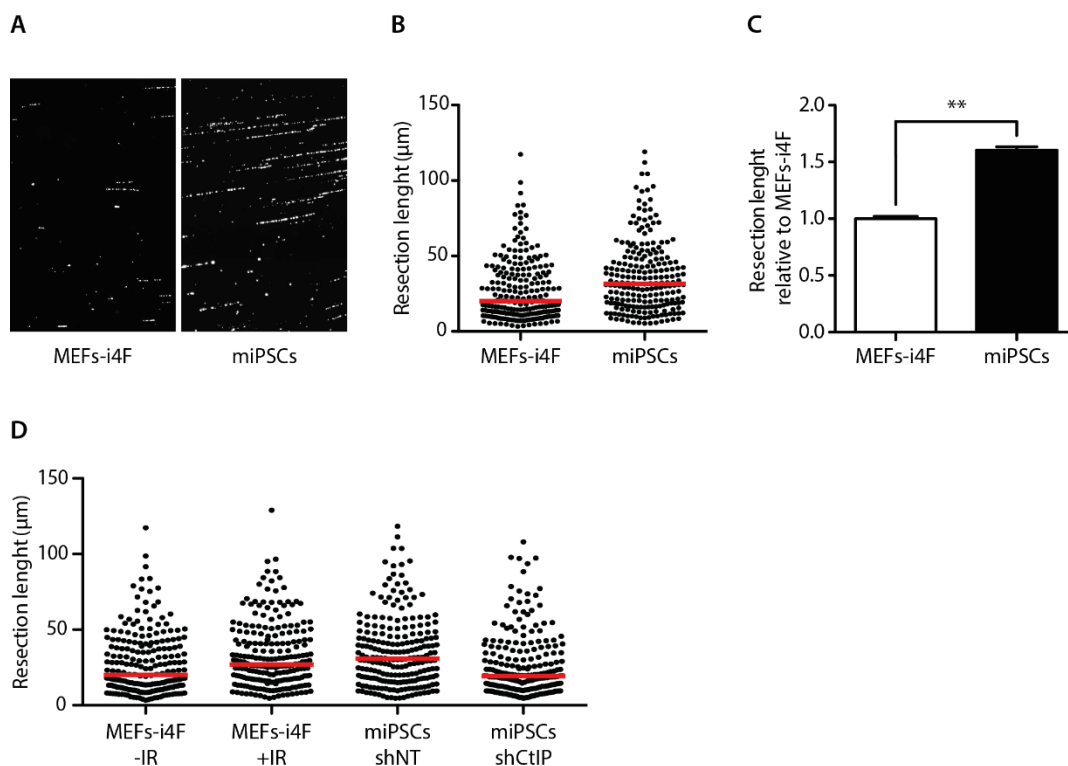 A
MEFs-i4F
miPSCs
B
Resection lenght (µm)
150
100
50
0
MEFs-i4F
miPSCs
C
Resection lenght
relative to MEFs-i4F
2.0
1.5
1.0
0.5
0.0
**
MEFs-i4F
miPSCs
D
Resection lenght (µm)
150
100
50
0
MEFs-i4F
-IR
MEFs-i4F
+IR
miPSCs
shNT
miPSCs
shCtIP